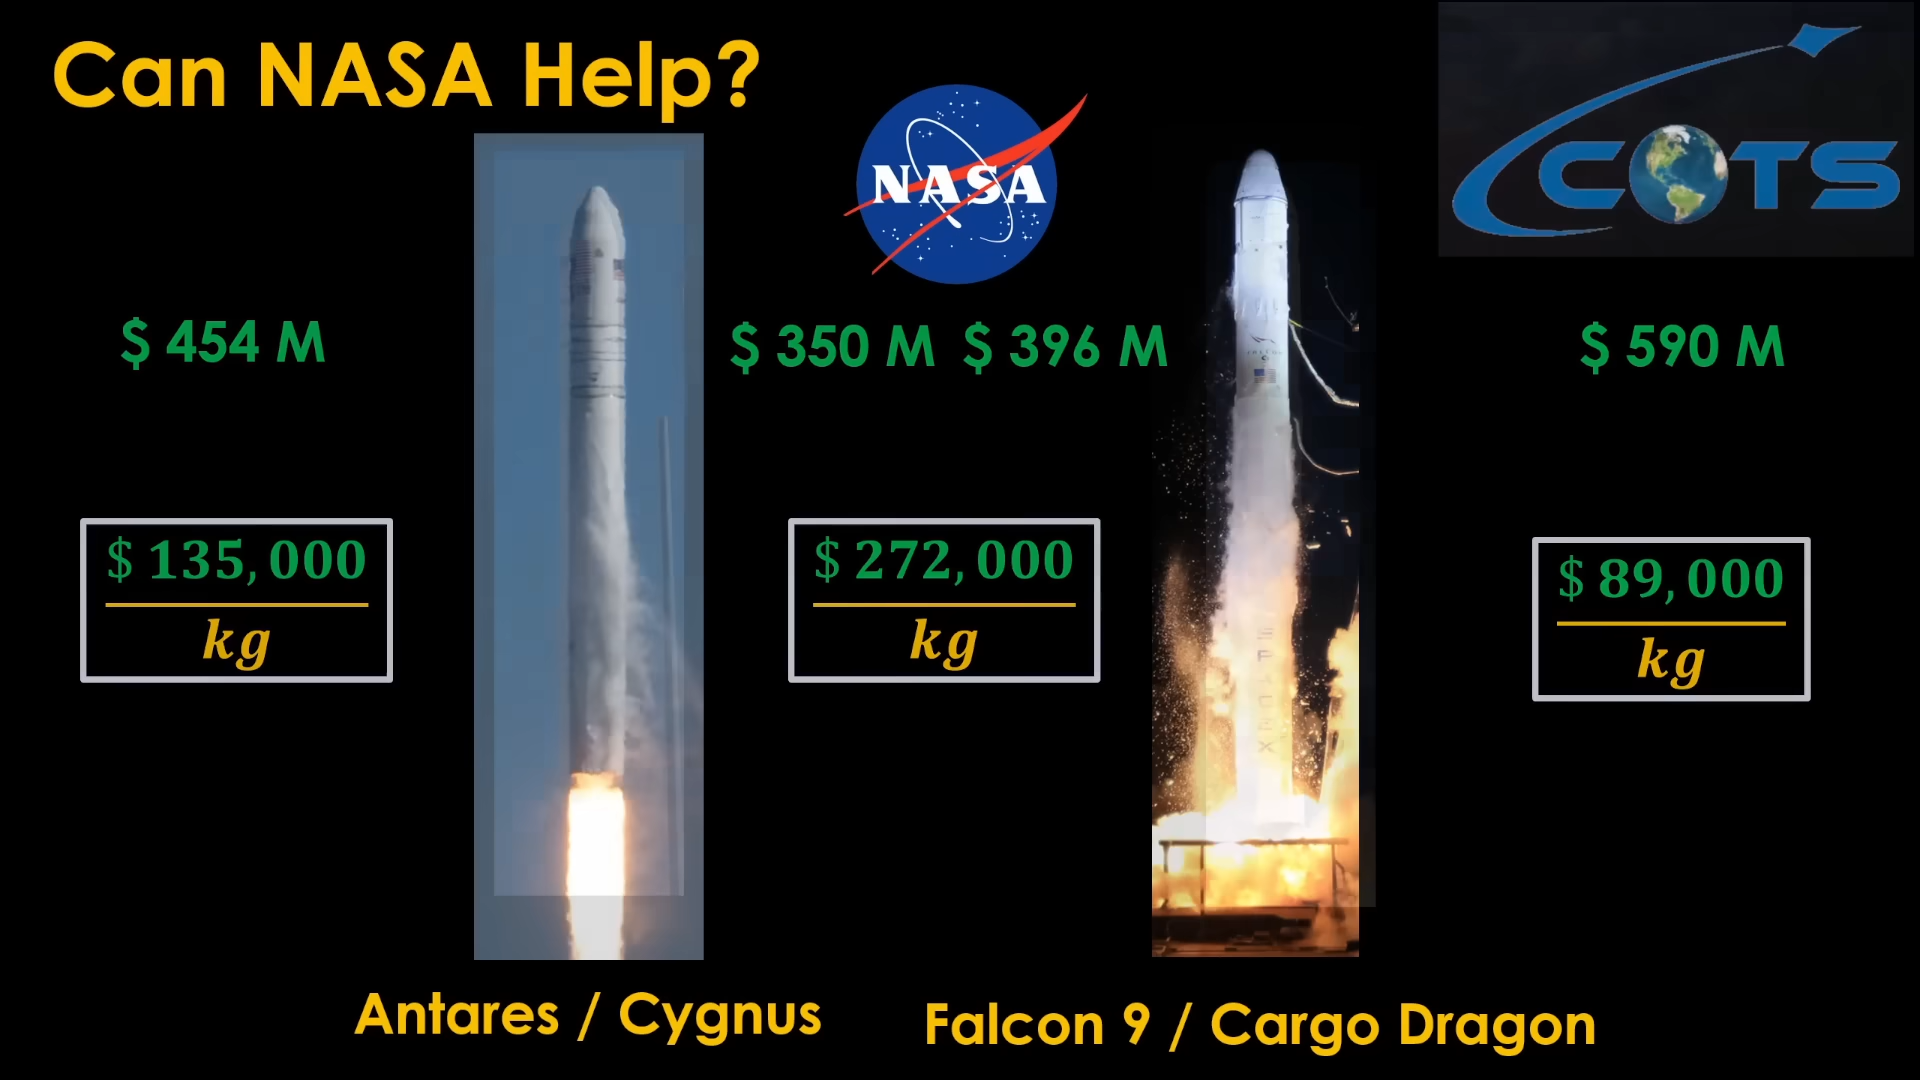 Can NASA Help?
NASA
COTS
$ 454 M
$ 350 M $ 396 M
$ 590 M
$ 135,000
kg
$ 272,000
kg
$ 89,000
kg
Antares / Cygnus
Falcon 9 / Cargo Dragon